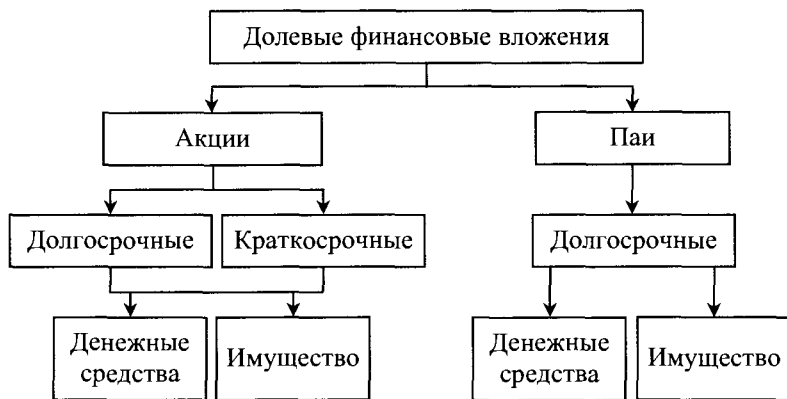 Долевые финансовые вложения
Акции
Паи
Долгосрочные
Краткосрочные
Долгосрочные
Денежные
средства
Имущество
Денежные
средства
Имущество